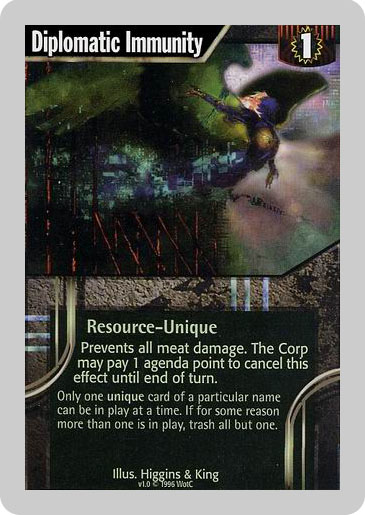 Diplomatic Immunity
1
Resource-Unique
Prevents all meat damage. The Corp
may pay 1 agenda point to cancel this
effect until end of turn.
Only one unique card of a particular name
can be in play at a time. If for some reason
more than one is in play, trash all but one.
Illus. Higgins & King
v1.0 © 1996 WotC